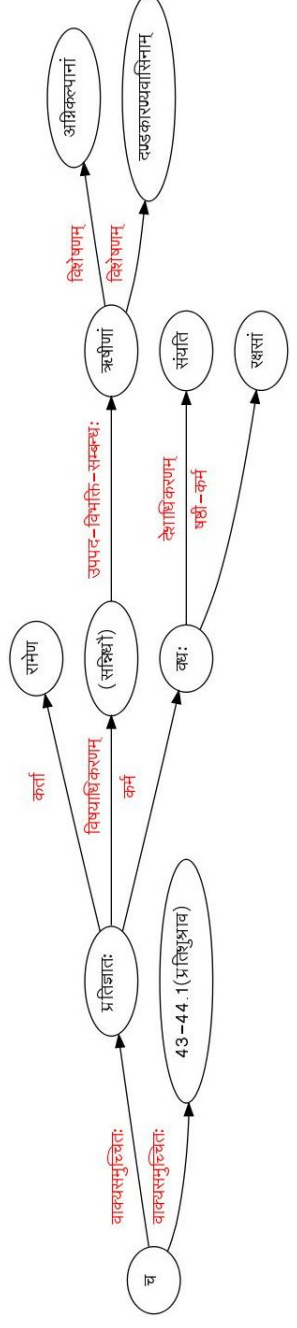 च
वाक्यसमुच्चितः
वाक्यसमुच्चितः
प्रतिज्ञातः
43-44.1(प्रतिशुश्राव)
कर्ता
विषयाधिकरणम्
कर्म
रामेण
(सन्निधौ)
वधः
उपपद-विभक्ति-सम्बन्धः
देशाधिकरणम्
षष्ठी-कर्म
ऋषीणां
संयति
रक्षसां
विशेषणम्
विशेषणम्
अग्निकल्पानां
दण्डकारण्यवासिनाम्